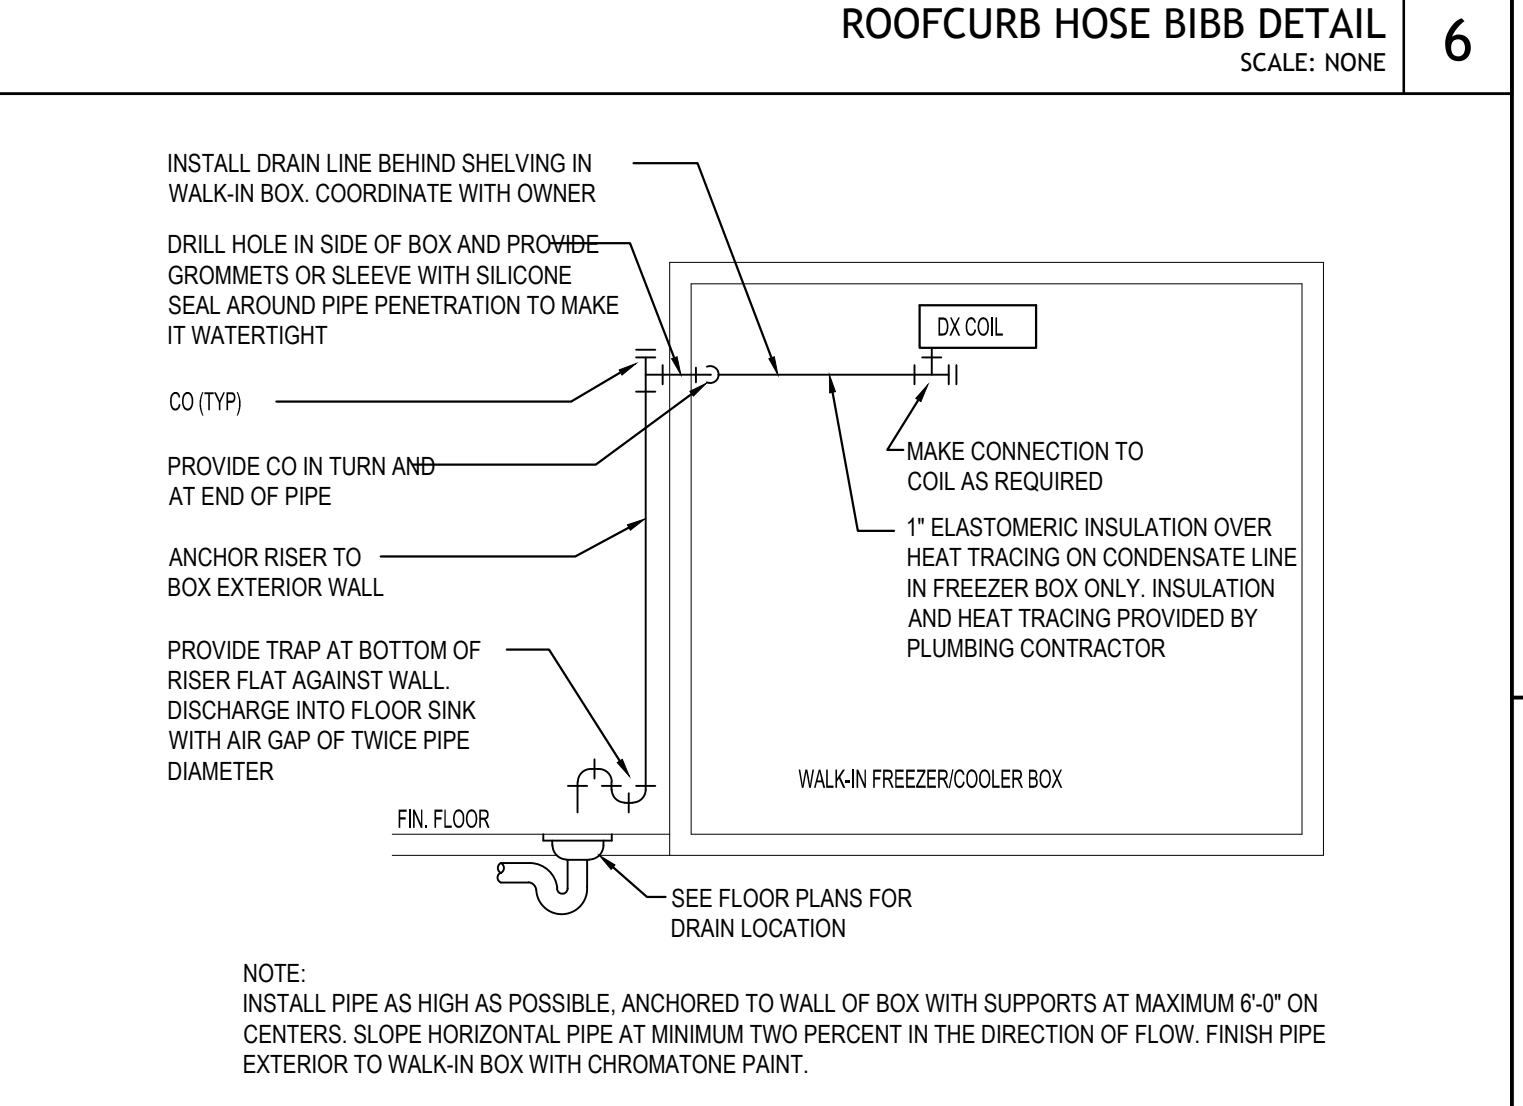 ROOFCURB HOSE BIBB DETAIL
SCALE: NONE
6
INSTALL DRAIN LINE BEHIND SHELVING IN
WALK-IN BOX. COORDINATE WITH OWNER
DRILL HOLE IN SIDE OF BOX AND PROVIDE
GROMMETS OR SLEEVE WITH SILICONE
SEAL AROUND PIPE PENETRATION TO MAKE
IT WATERTIGHT
DX COIL
CO (TYP)
PROVIDE CO IN TURN AND
AT END OF PIPE
MAKE CONNECTION TO
COIL AS REQUIRED
1" ELASTOMERIC INSULATION OVER
HEAT TRACING ON CONDENSATE LINE
IN FREEZER BOX ONLY. INSULATION
AND HEAT TRACING PROVIDED BY
PLUMBING CONTRACTOR
ANCHOR RISER TO
BOX EXTERIOR WALL
PROVIDE TRAP AT BOTTOM OF
RISER FLAT AGAINST WALL.
DISCHARGE INTO FLOOR SINK
WITH AIR GAP OF TWICE PIPE
DIAMETER
WALK-IN FREEZER/COOLER BOX
FIN. FLOOR
SEE FLOOR PLANS FOR
DRAIN LOCATION
NOTE:
INSTALL PIPE AS HIGH AS POSSIBLE, ANCHORED TO WALL OF BOX WITH SUPPORTS AT MAXIMUM 6'-0" ON
CENTERS. SLOPE HORIZONTAL PIPE AT MINIMUM TWO PERCENT IN THE DIRECTION OF FLOW. FINISH PIPE
EXTERIOR TO WALK-IN BOX WITH CHROMATONE PAINT.